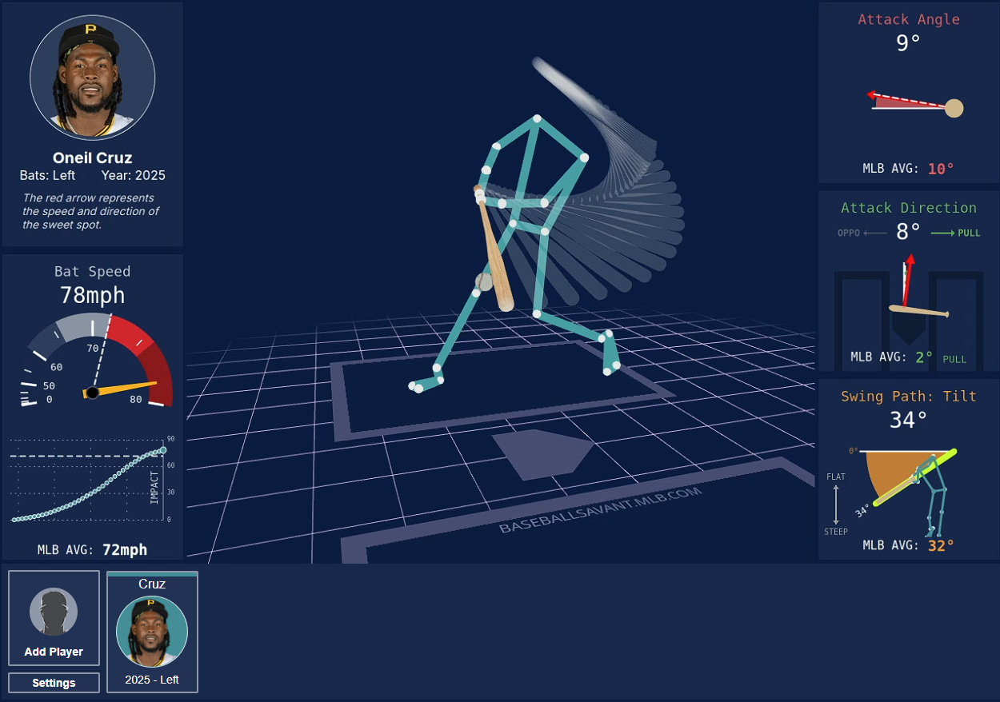 P
Oneil Cruz
Bats: Left Year: 2025
The red arrow represents
the speed and direction of
the sweet spot.
Bat Speed
78mph
70
60
50
0
80
90
60
30
0
IMPACT
MLB AVG: 72mph
BASEBALLSAVANT.MLB.COM
Attack Angle
9°
MLB AVG: 10°
Attack Direction
OPPO 8° PULL
MLB AVG: 2° PULL
Swing Path: Tilt
34°
0°
FLAT
34°
STEEP
MLB AVG: 32°
Add Player
Settings
Cruz
P
2025 - Left